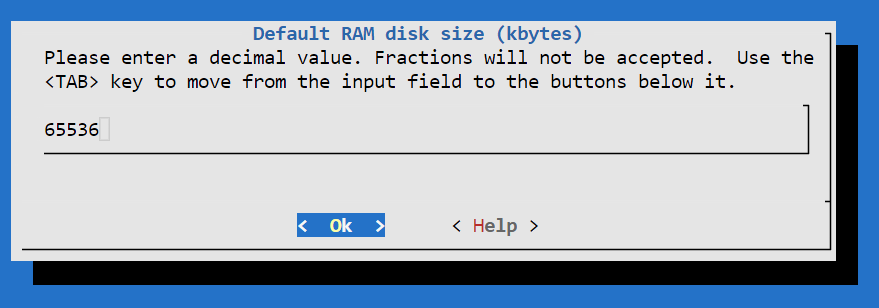 Default RAM disk size (kbytes)
Please enter a decimal value. Fractions will not be accepted.  Use the
<TAB> key to move from the input field to the buttons below it.
65536
<  Ok  >      < Help >